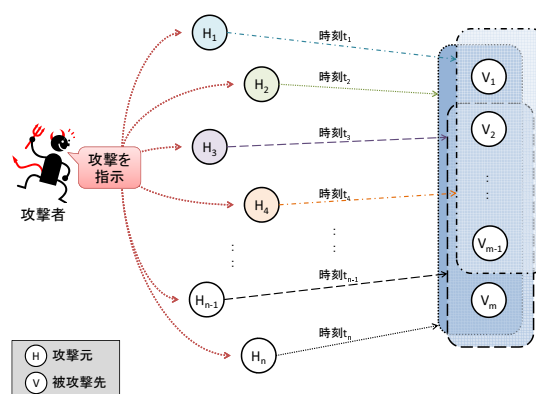 H1
時刻t1
V1
H2
時刻t2
V2
H3
時刻t3
攻撃を
指示
攻撃者
H4
時刻t4
Vm-1
Hn-1
時刻tn-1
Vm
Hn
時刻tn
H 攻撃元
V 被攻撃先